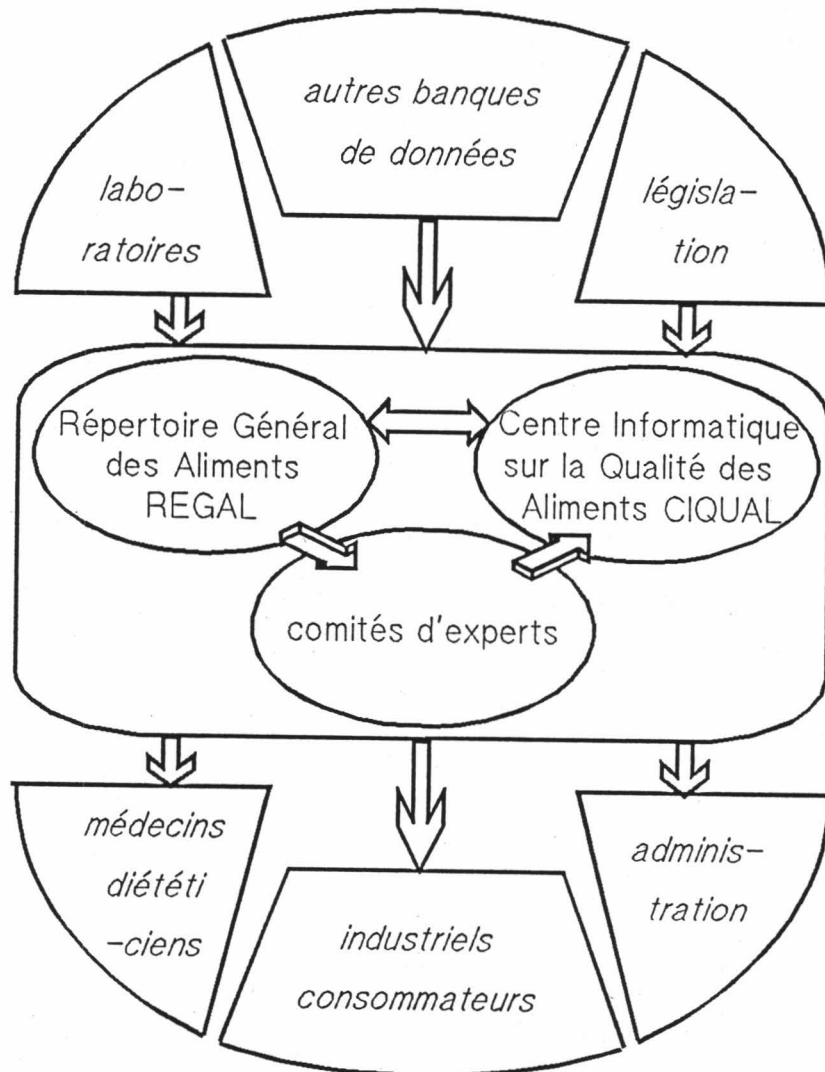 autres banques
de données
labo-
ratoires
législa-
tion
Répertoire Général
des Aliments
REGAL
Centre Informatique
sur la Qualité des
Aliments CIQUAL
comités d'experts
médecins
diététi
-ciens
industriels
consommateurs
adminis-
tration